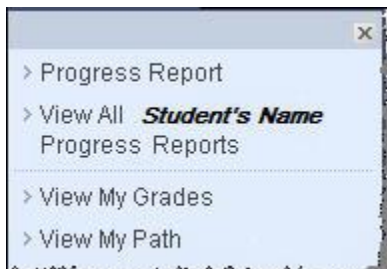 > Progress Report
> View All Student's Name
Progress Reports
> View My Grades
> View My Path